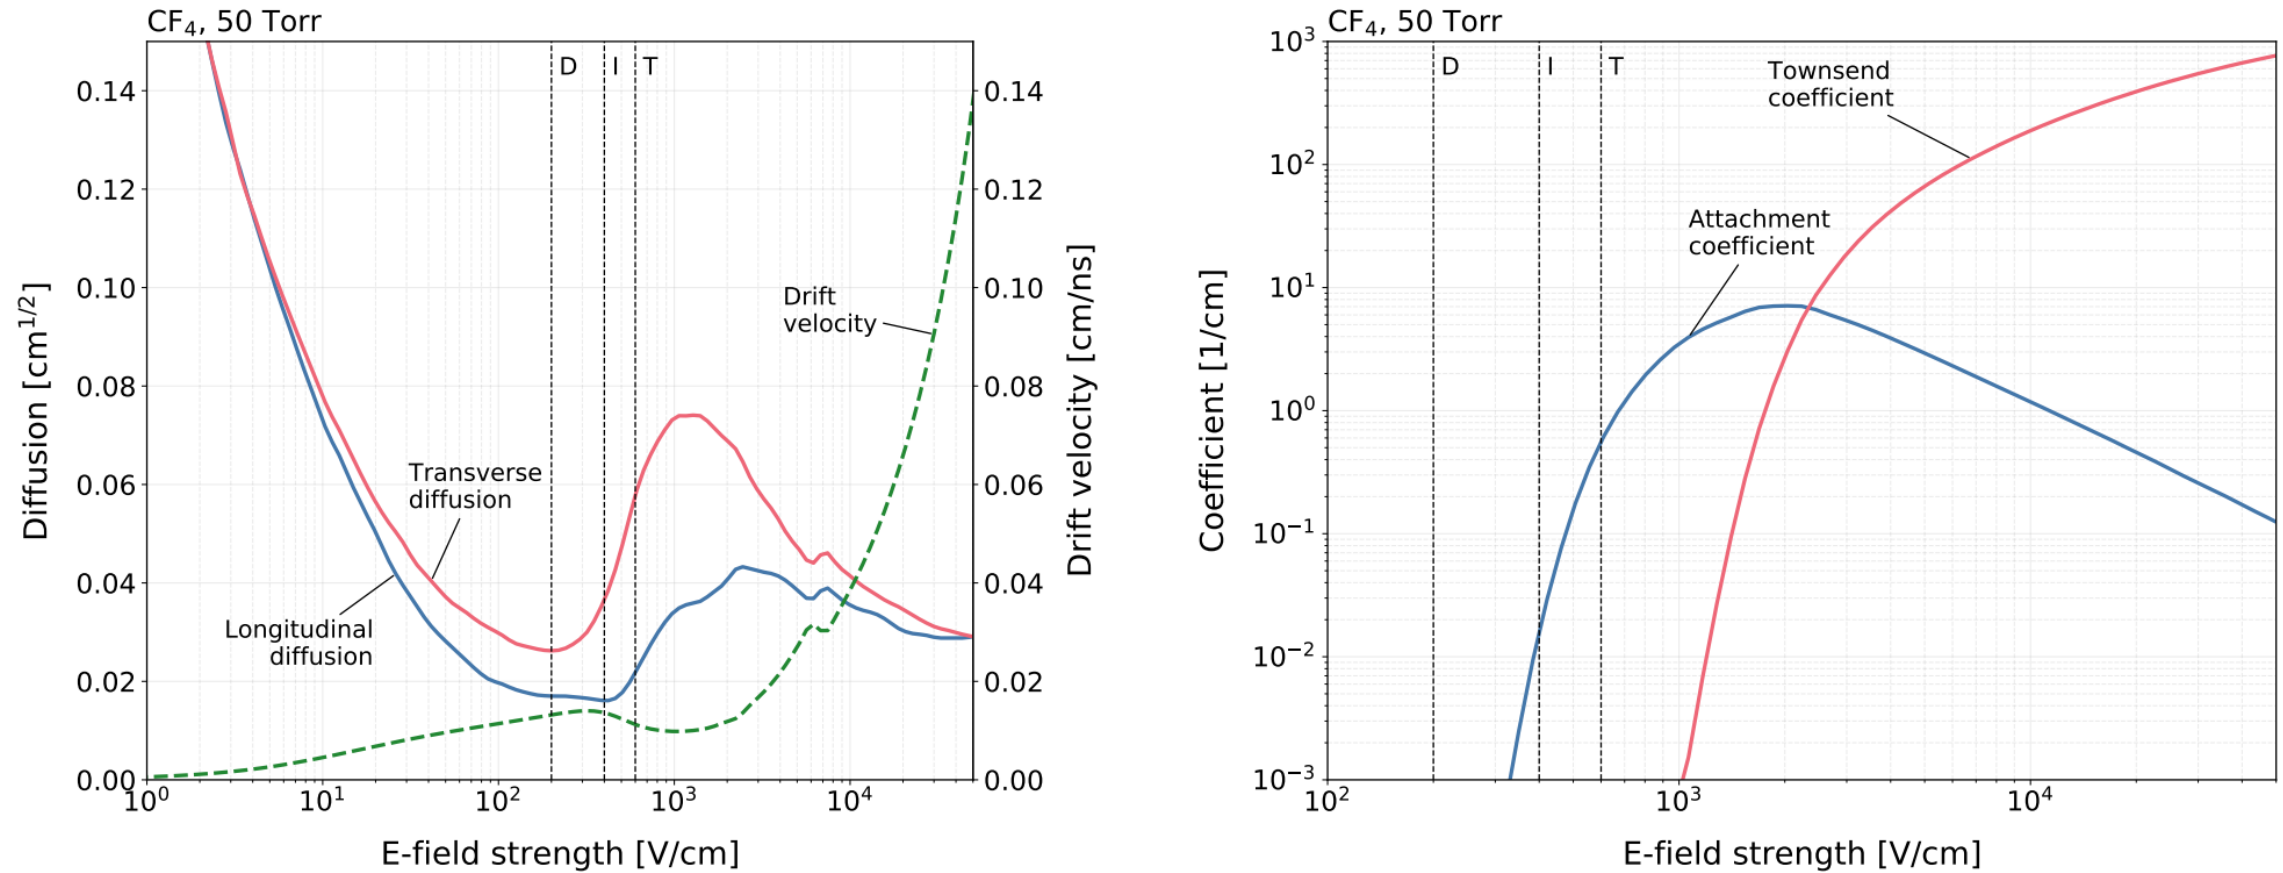 CF₄, 50 Torr
D I T
0.14
0.12
0.10
0.08
0.06
0.04
0.02
0.00
Diffusion [cm^{1/2}]
Transverse
diffusion
Longitudinal
diffusion
Drift
velocity
0.14
0.12
0.10
0.08
0.06
0.04
0.02
0.00
Drift velocity [cm/ns]
10⁰ 10¹ 10² 10³ 10⁴
E-field strength [V/cm]
CF₄, 50 Torr
D I T
10³
10²
10¹
10⁰
10⁻¹
10⁻²
10⁻³
Coefficient [1/cm]
Townsend
coefficient
Attachment
coefficient
10² 10³ 10⁴
E-field strength [V/cm]